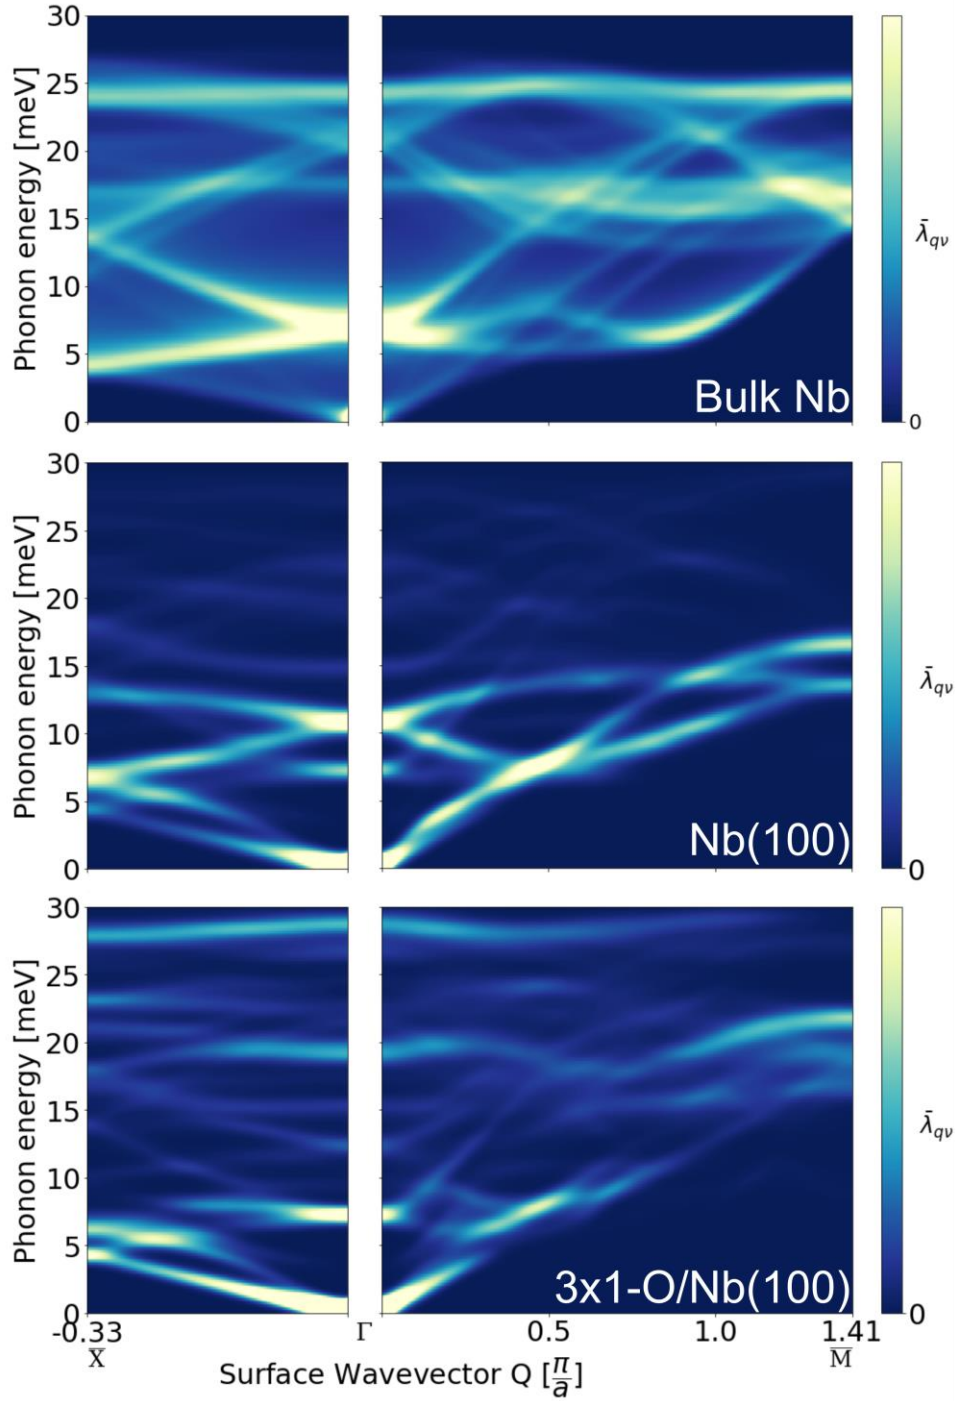 30
25
20
15
10
5
0
Phonon energy [meV]
Bulk Nb
0
λ̄qν
30
25
20
15
10
5
0
Phonon energy [meV]
Nb(100)
0
λ̄qν
30
25
20
15
10
5
0
Phonon energy [meV]
3x1-O/Nb(100)
0
λ̄qν
-0.33 Γ 0.5 1.0 1.41
X̄ M̄
Surface Wavevector Q [π/a]